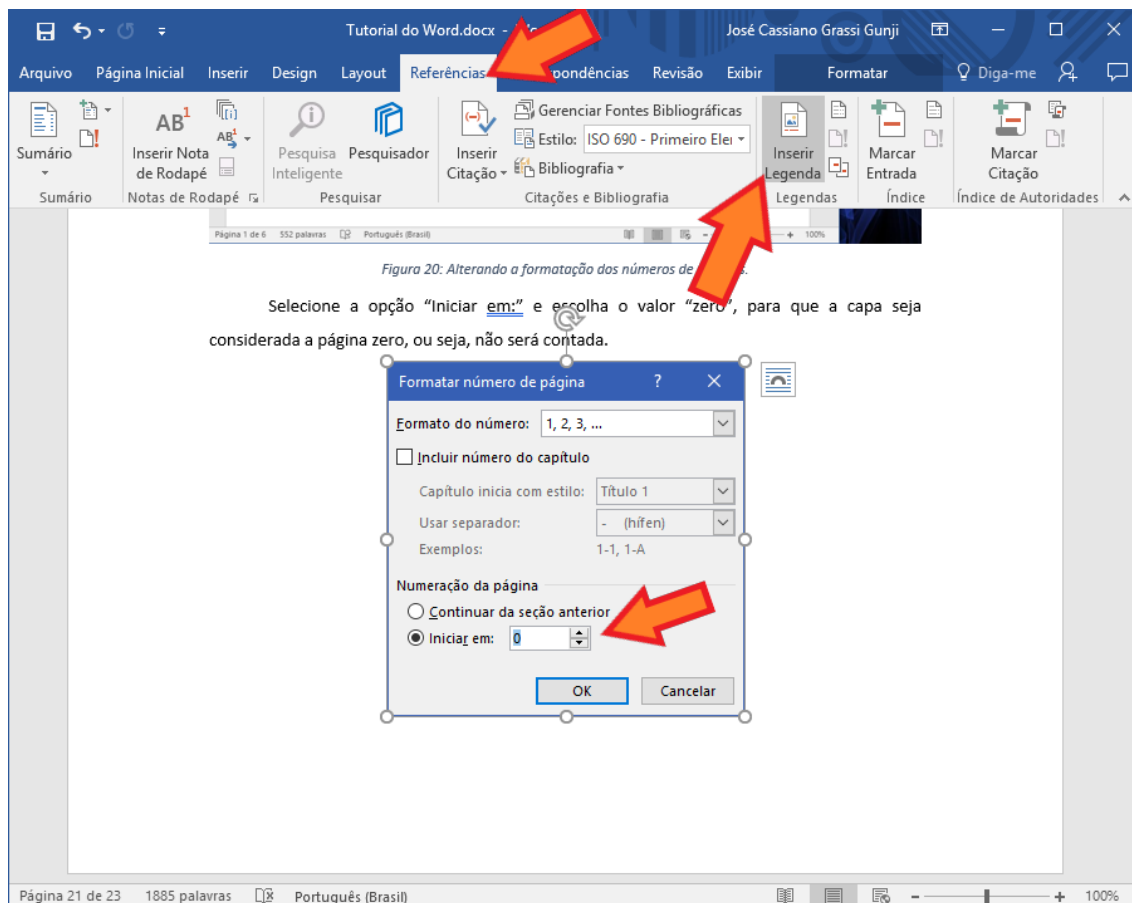 Tutorial do Word.docx -
José Cassiano Grassi Gunji
Arquivo Página Inicial Inserir Design Layout Referências Revisão Exibir Formatar Diga-me
Sumário
AB1
Inserir Nota de Rodapé
AB1
Pesquisa Inteligente
Pesquisador
Inserir Citação
Gerenciar Fontes Bibliográficas
Estilo: ISO 690 - Primeiro Ele
Bibliografia
Inserir Legenda
Marcar Entrada
Marcar Citação
Sumário Notas de Rodapé Pesquisar Citações e Bibliografia Legendas Índice Índice de Autoridades
Página 1 de 6 552 palavras Português (Brasil) 100%
Figura 20: Alterando a formatação dos números de
Selecione a opção “Iniciar em:” e escolha o valor “zero”, para que a capa seja
considerada a página zero, ou seja, não será contada.
Formatar número de página ?
Formato do número: 1, 2, 3, ...
Incluir número do capítulo
Capítulo inicia com estilo: Título 1
Usar separador: - (hífen)
Exemplos: 1-1, 1-A
Numeração da página
Continuar da seção anterior
Iniciar em: 0
OK Cancelar
Página 21 de 23 1885 palavras Português (Brasil) 100%